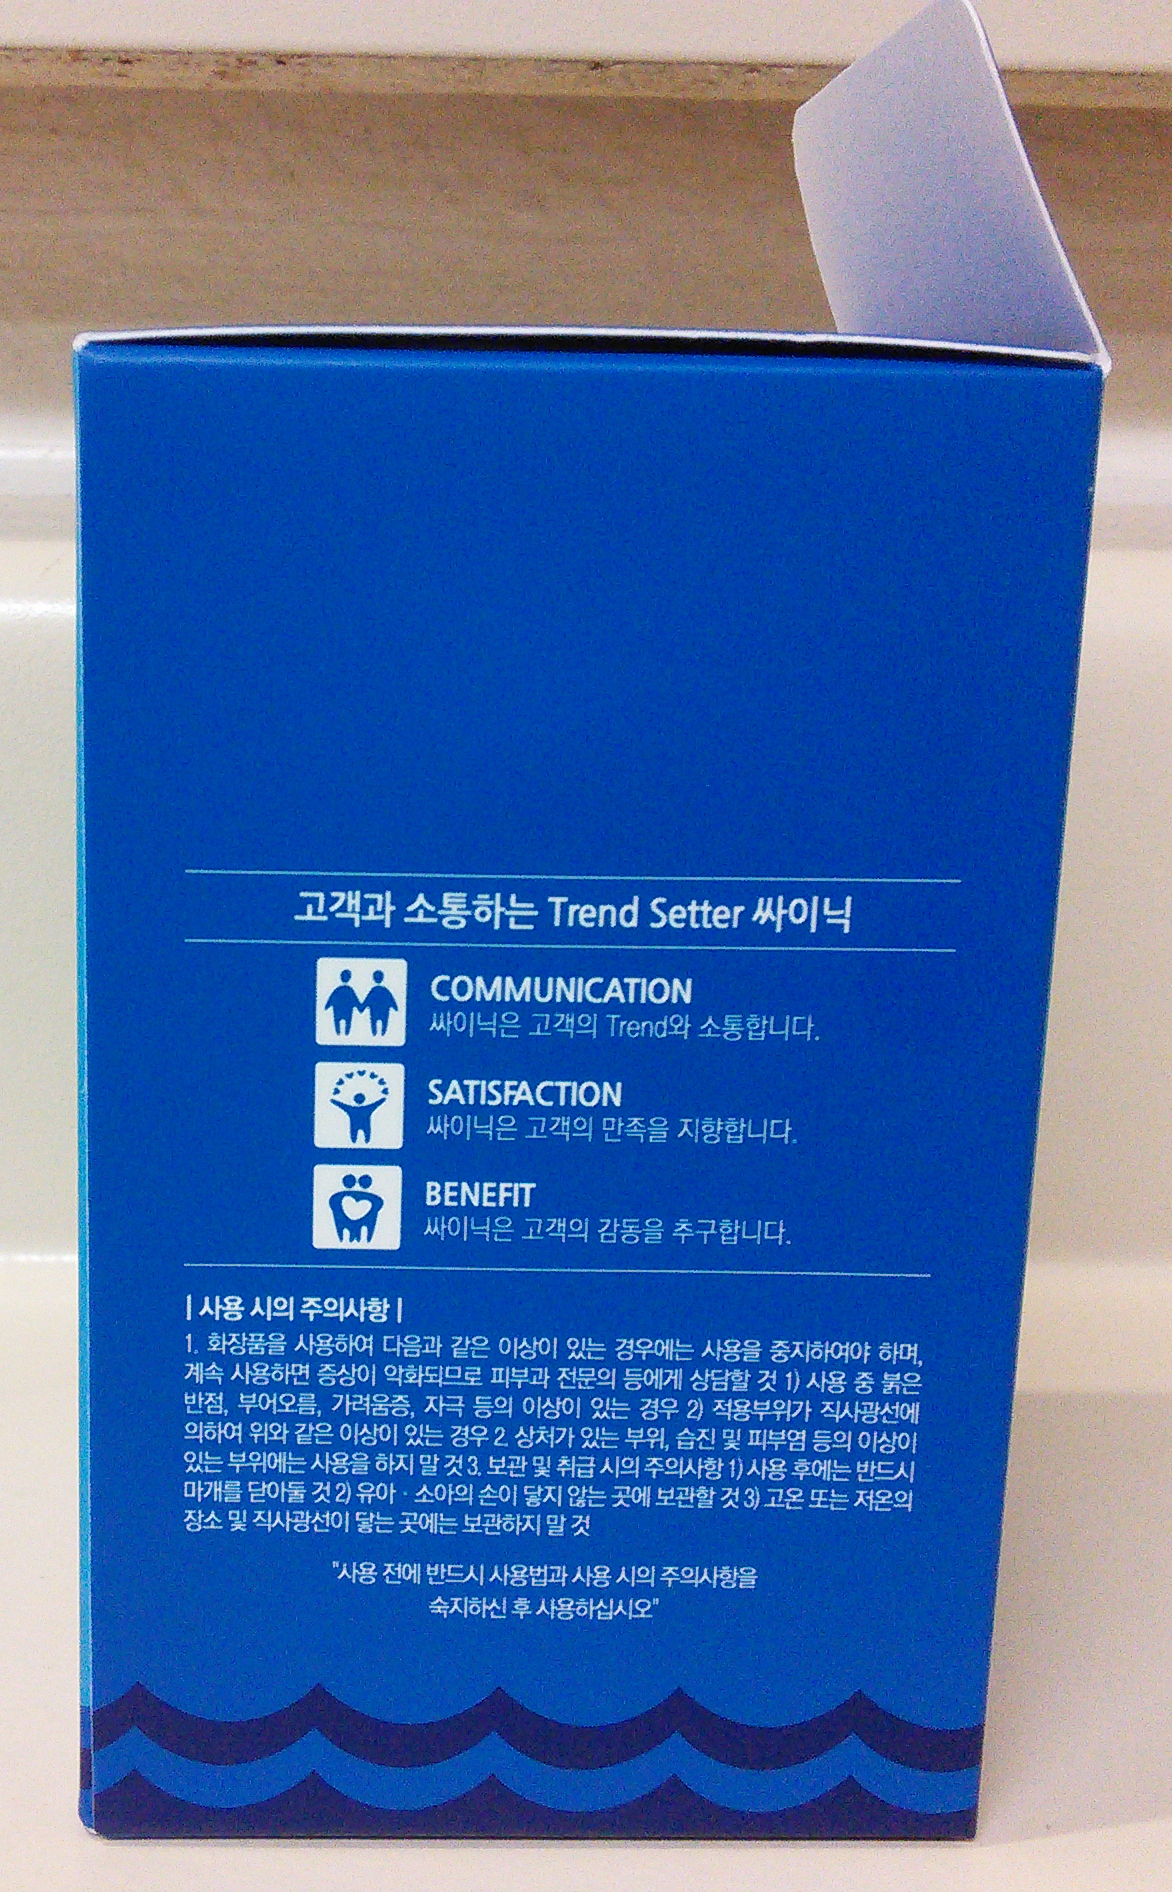 고객과 소통하는 Trend Setter 싸이닉
COMMUNICATION
싸이닉은 고객의 Trend와 소통합니다.
SATISFACTION
싸이닉은 고객의 만족을 지향합니다.
BENEFIT
싸이닉은 고객의 감동을 추구합니다.
| 사용 시의 주의사항 |
1. 화장품을 사용하여 다음과 같은 이상이 있는 경우에는 사용을 중지하여야 하며,
계속 사용하면 증상이 악화되므로 피부과 전문의 등에게 상담할 것 1) 사용 중 붉은
반점, 부어오름, 가려움증, 자극 등의 이상이 있는 경우 2) 적용부위가 직사광선에
의하여 위와 같은 이상이 있는 경우 2. 상처가 있는 부위, 습진 및 피부염 등의 이상이
있는 부위에는 사용을 하지 말 것 3. 보관 및 취급 시의 주의사항 1) 사용 후에는 반드시
마개를 닫아둘 것 2) 유아 · 소아의 손이 닿지 않는 곳에 보관할 것 3) 고온 또는 저온의
장소 및 직사광선이 닿는 곳에는 보관하지 말 것
"사용 전에 반드시 사용법과 사용 시의 주의사항을
숙지하신 후 사용하십시오"